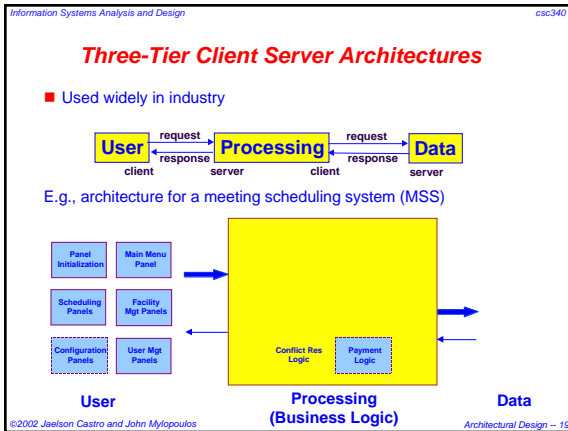 Information Systems Analysis and Design csc340
Three-Tier Client Server Architectures
Used widely in industry
request request
User Processing Data
response response
client server client server
E.g., architecture for a meeting scheduling system (MSS)
Panel
Initialization
Main Menu
Panel
Scheduling
Panels
Facility
Mgt Panels
Configuration
Panels
User Mgt
Panels
Conflict Res
Logic
Payment
Logic
User
Processing
(Business Logic)
Data
©2002 Jaelson Castro and John Mylopoulos Architectural Design -- 19